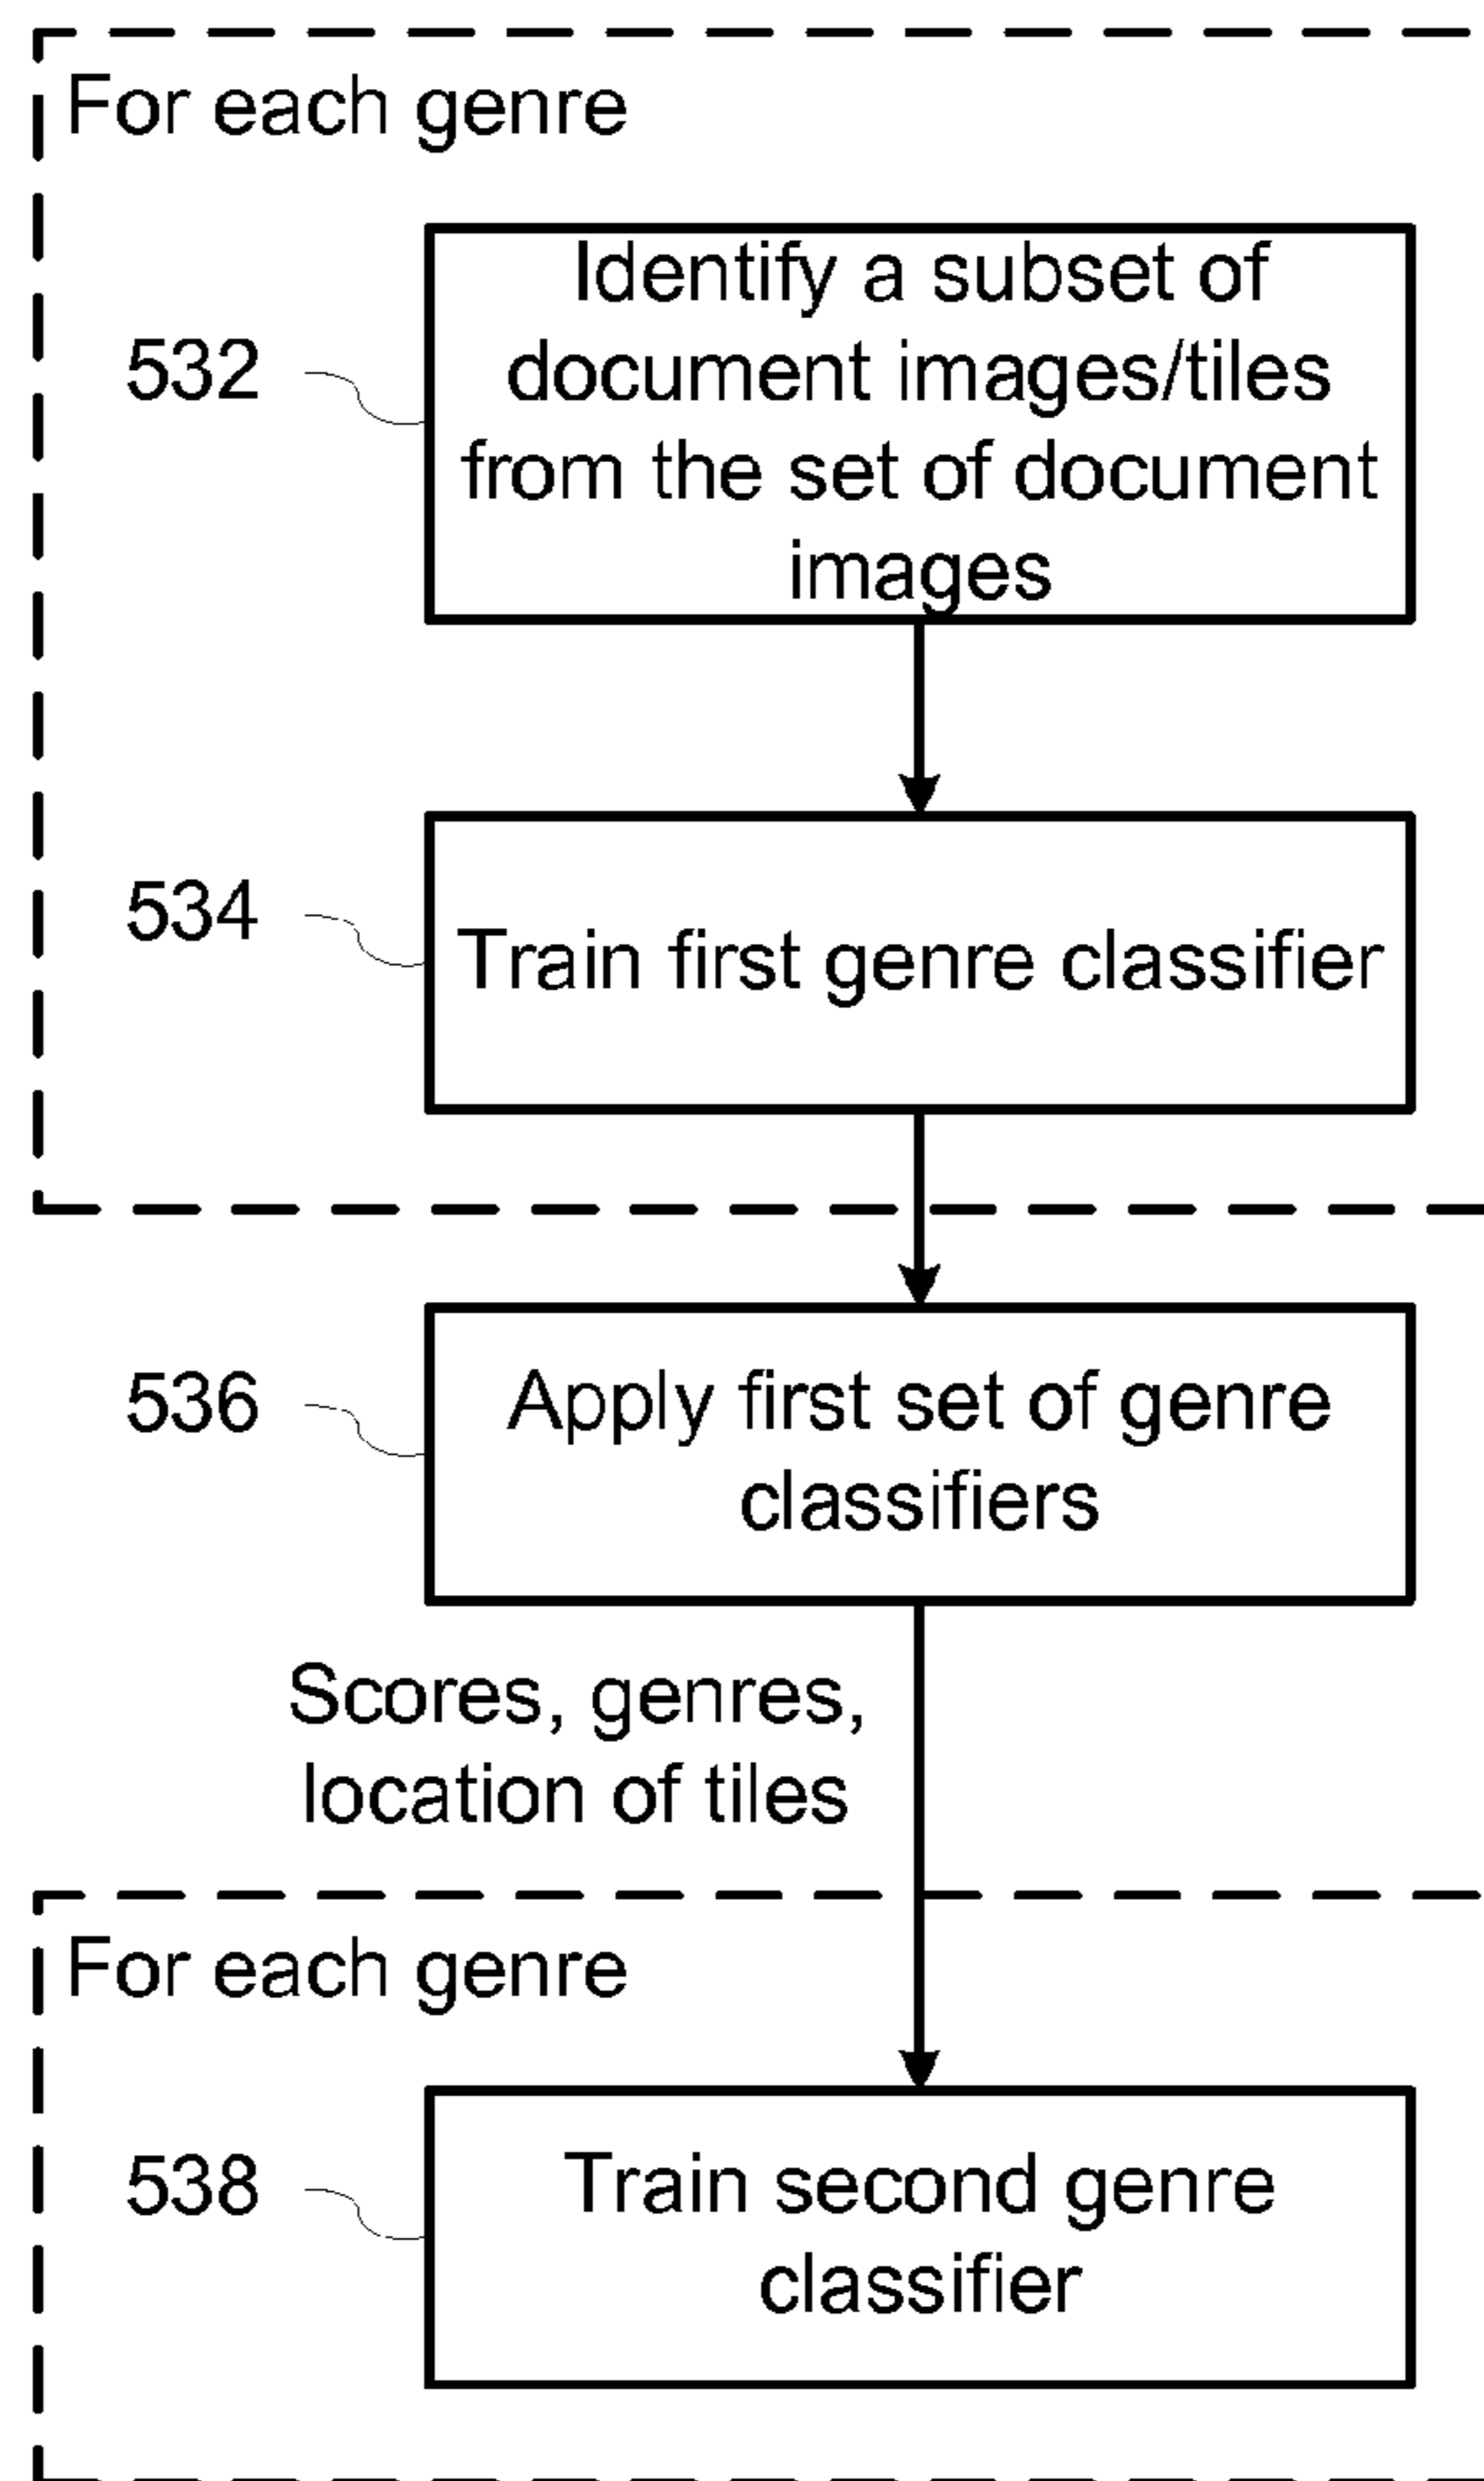 For each genre
Identify a subset of
document images/tiles
from the set of document
images
532
534
Train first genre classifier
536
Apply first set of genre
classifiers
Scores, genres,
location of tiles
For each genre
538
Train second genre
classifier